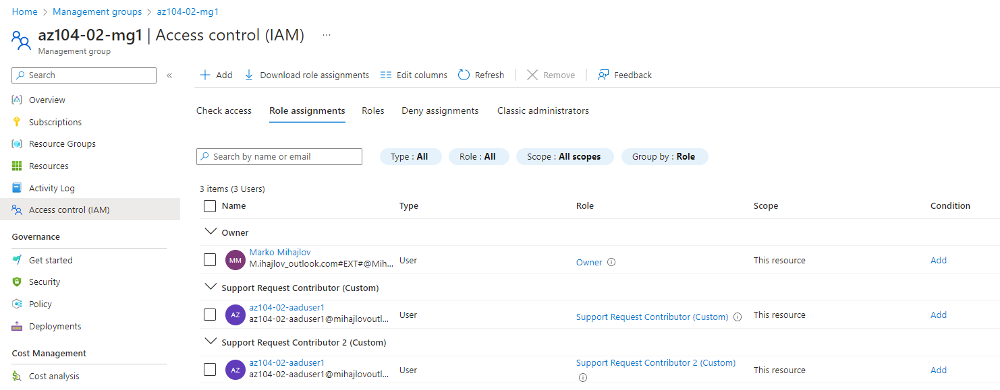 Home > Management groups > az104-02-mg1
az104-02-mg1 | Access control (IAM) ...
Management group
Search «
Overview
Subscriptions
Resource Groups
Resources
Activity Log
Access control (IAM)
Governance
Get started
Security
Policy
Deployments
Cost Management
Cost analysis
Add Download role assignments Edit columns Refresh Remove Feedback
Check access Role assignments Roles Deny assignments Classic administrators
Search by name or email Type : All Role : All Scope : All scopes Group by : Role
3 items (3 Users)
Name Type Role Scope Condition
Owner
MM Marko Mihajlov
M.ihajlov_outlook.com#EXT#@Mih... User Owner This resource Add
Support Request Contributor (Custom)
AZ az104-02-aaduser1
az104-02-aaduser1@mihajlovoutl... User Support Request Contributor (Custom) This resource Add
Support Request Contributor 2 (Custom)
AZ az104-02-aaduser1
az104-02-aaduser1@mihajlovoutl... User Support Request Contributor 2 (Custom) This resource Add